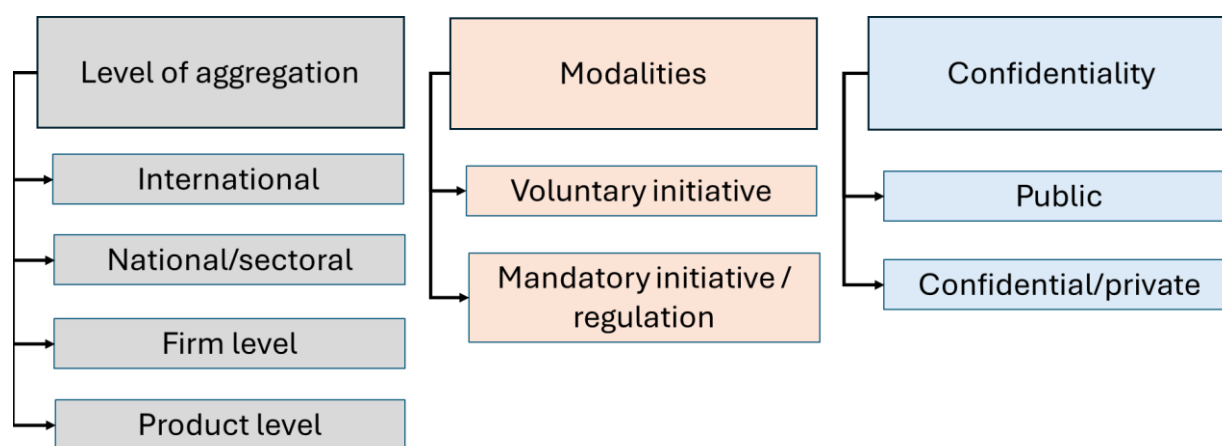 Level of aggregation
International
National/sectoral
Firm level
Product level
Modalities
Voluntary initiative
Mandatory initiative /
regulation
Confidentiality
Public
Confidential/private